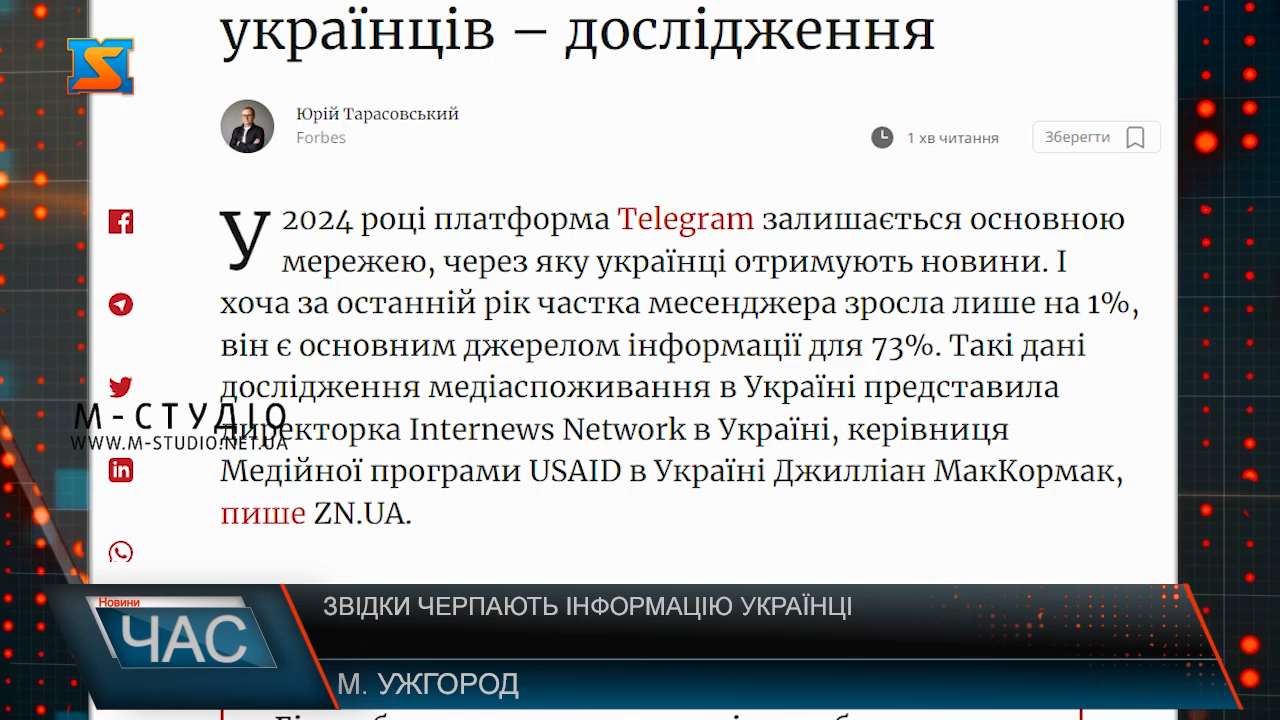 українців – дослідження
Юрій Тарасовський
Forbes
1 хв читання
Зберегти
У 2024 році платформа Telegram залишається основною
мережею, через яку українці отримують новини. І
хоча за останній рік частка месенджера зросла лише на 1%,
він є основним джерелом інформації для 73%. Такі дані
дослідження медіаспоживання в Україні представила
директорка Internews Network в Україні, керівниця
Медійної програми USAID в Україні Джилліан МакКормак,
пише ZN.UA.
М-СТУДІО
WWW.M-STUDIO.NET.UA
Новини
ЧАС
ЗВІДКИ ЧЕРПАЮТЬ ІНФОРМАЦІЮ УКРАЇНЦІ
М. УЖГОРОД